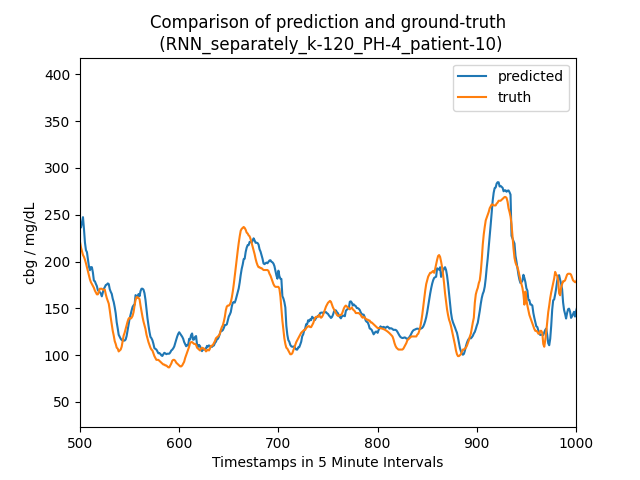 Comparison of prediction and ground-truth
(RNN_separately_k-120_PH-4_patient-10)
predicted
truth
400
350
300
250
200
150
100
50
cbg / mg/dL
500 600 700 800 900 1000
Timestamps in 5 Minute Intervals